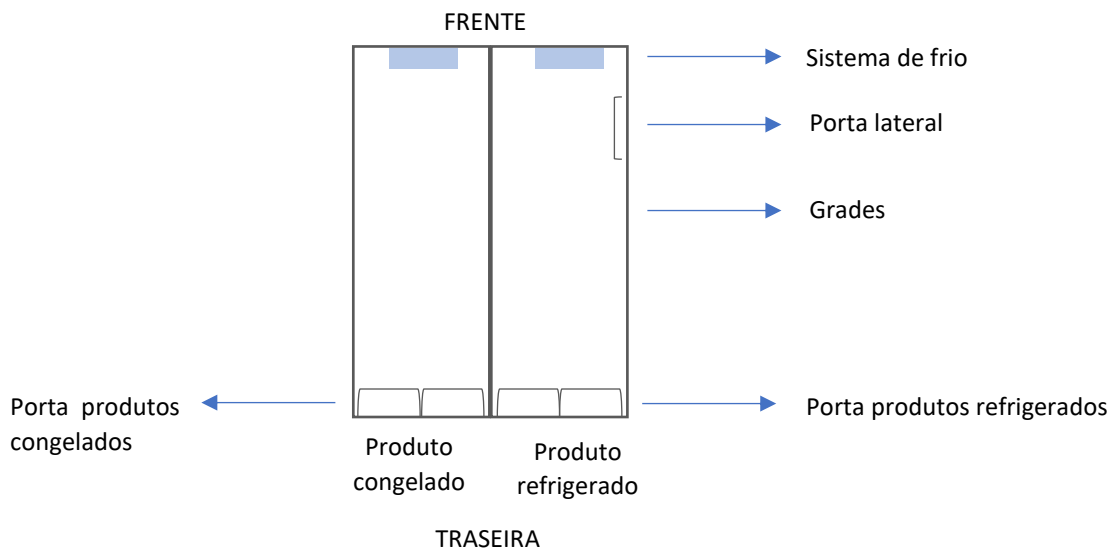 FRENTE
Sistema de frio
Porta lateral
Grades
Porta produtos
congelados
Porta produtos refrigerados
Produto
congelado
Produto
refrigerado
TRASEIRA